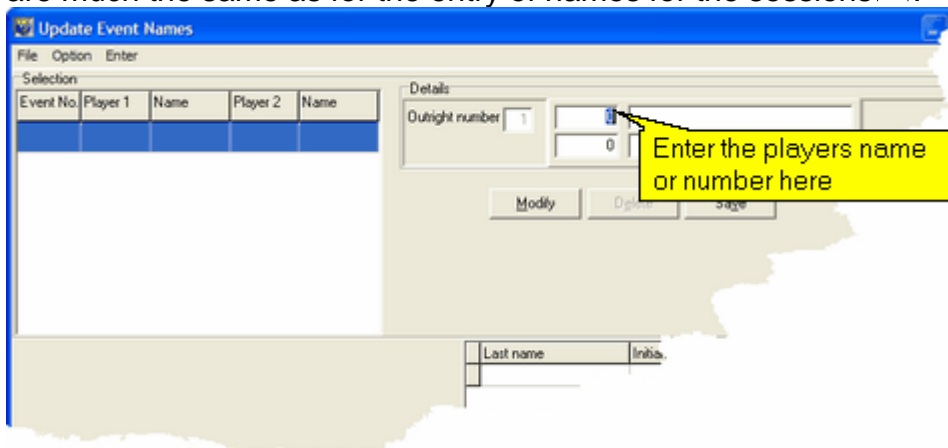 are much the same as for the entry of names for the sessions
Update Event Names
File Option Enter
Selection
Event No. Player 1 Name Player 2 Name
Details
Outright number 1 0
0
Enter the players name
or number here
Modify Delete Save
Last name Initia